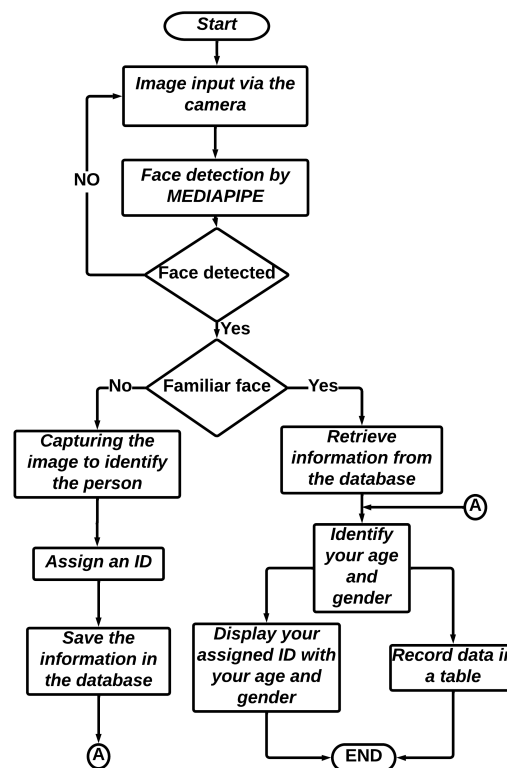 Start
Image input via the
camera
Face detection by
MEDIAPIPE
NO
Face detected
Yes
Familiar face
No
Yes
Capturing the
image to identify
the person
Retrieve
information from
the database
A
Assign an ID
Identify
your age
and
gender
Save the
information in
the database
Display your
assigned ID with
your age and
gender
Record data in
a table
A
END